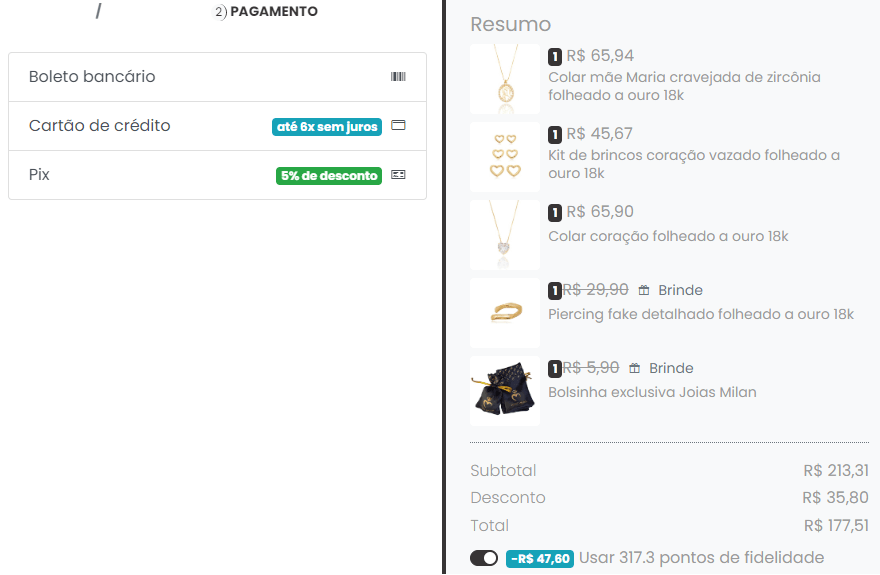 /
2) PAGAMENTO
Boleto bancário
Cartão de crédito até 6x sem juros
Pix 5% de desconto
Resumo
1 R$ 65,94
Colar mãe Maria cravejada de zircônia
folheado a ouro 18k
1 R$ 45,67
Kit de brincos coração vazado folheado a
ouro 18k
1 R$ 65,90
Colar coração folheado a ouro 18k
1 R$ 29,90 Brinde
Piercing fake detalhado folheado a ouro 18k
1 R$ 5,90 Brinde
Bolsinha exclusiva Joias Milan
Subtotal R$ 213,31
Desconto R$ 35,80
Total R$ 177,51
-R$ 47,60 Usar 317.3 pontos de fidelidade